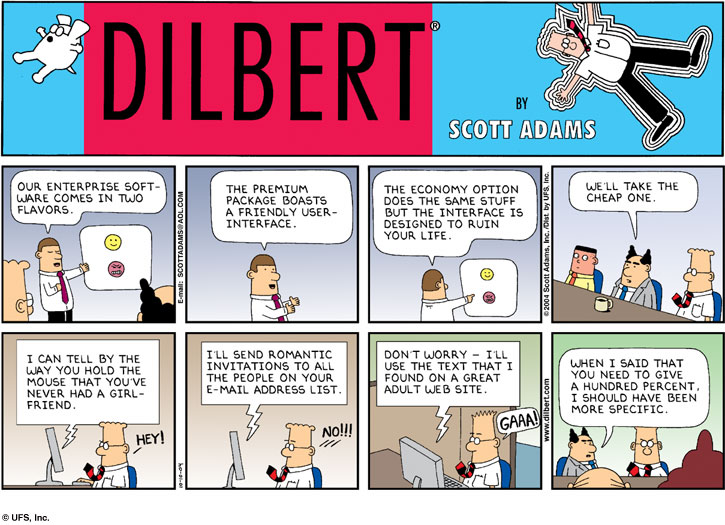 DILBERT®
BY
SCOTT ADAMS
OUR ENTERPRISE SOFT-
WARE COMES IN TWO
FLAVORS.
E-mail: SCOTTADAMS@AOL.COM
THE PREMIUM
PACKAGE BOASTS
A FRIENDLY USER-
INTERFACE.
THE ECONOMY OPTION
DOES THE SAME STUFF
BUT THE INTERFACE IS
DESIGNED TO RUIN
YOUR LIFE.
©2004 Scott Adams, Inc./Dist. by UFS, Inc.
WE'LL TAKE THE
CHEAP ONE.
I CAN TELL BY THE
WAY YOU HOLD THE
MOUSE THAT YOU'VE
NEVER HAD A GIRL-
FRIEND.
HEY!
I'LL SEND ROMANTIC
INVITATIONS TO ALL
THE PEOPLE ON YOUR
E-MAIL ADDRESS LIST.
NO!!!
DON'T WORRY – I'LL
USE THE TEXT THAT I
FOUND ON A GREAT
ADULT WEB SITE.
GAAA!
www.dilbert.com
WHEN I SAID THAT
YOU NEED TO GIVE
A HUNDRED PERCENT,
I SHOULD HAVE BEEN
MORE SPECIFIC.
© UFS, Inc.